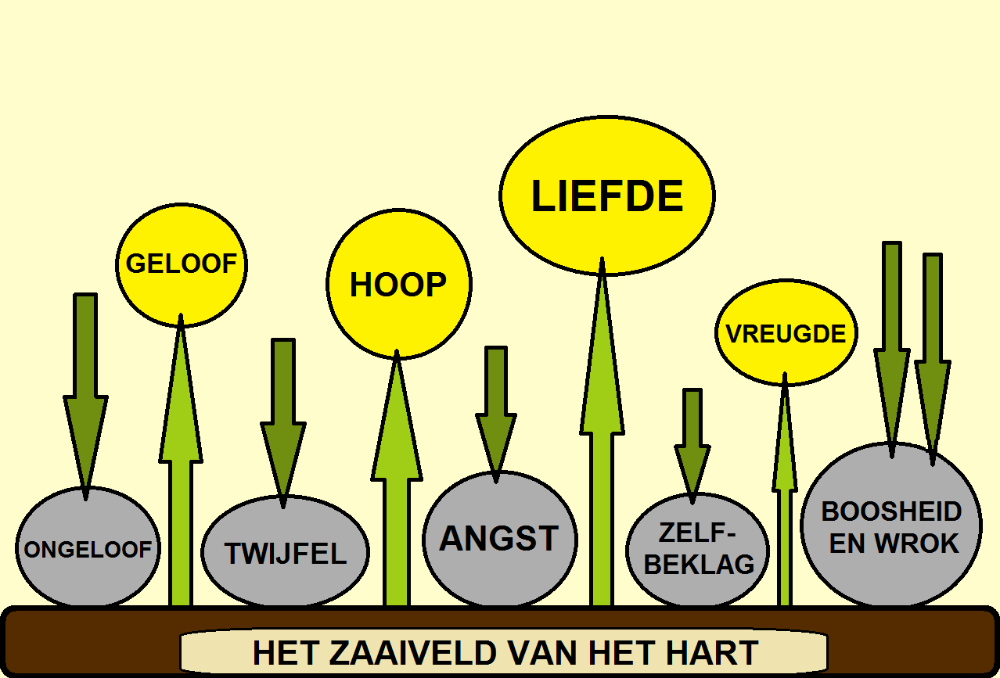 LIEFDE
GELOOF
HOOP
VREUGDE
ONGELOOF
TWIJFEL
ANGST
ZELF-
BEKLAG
BOOSHEID
EN WROK
HET ZAAIVELD VAN HET HART